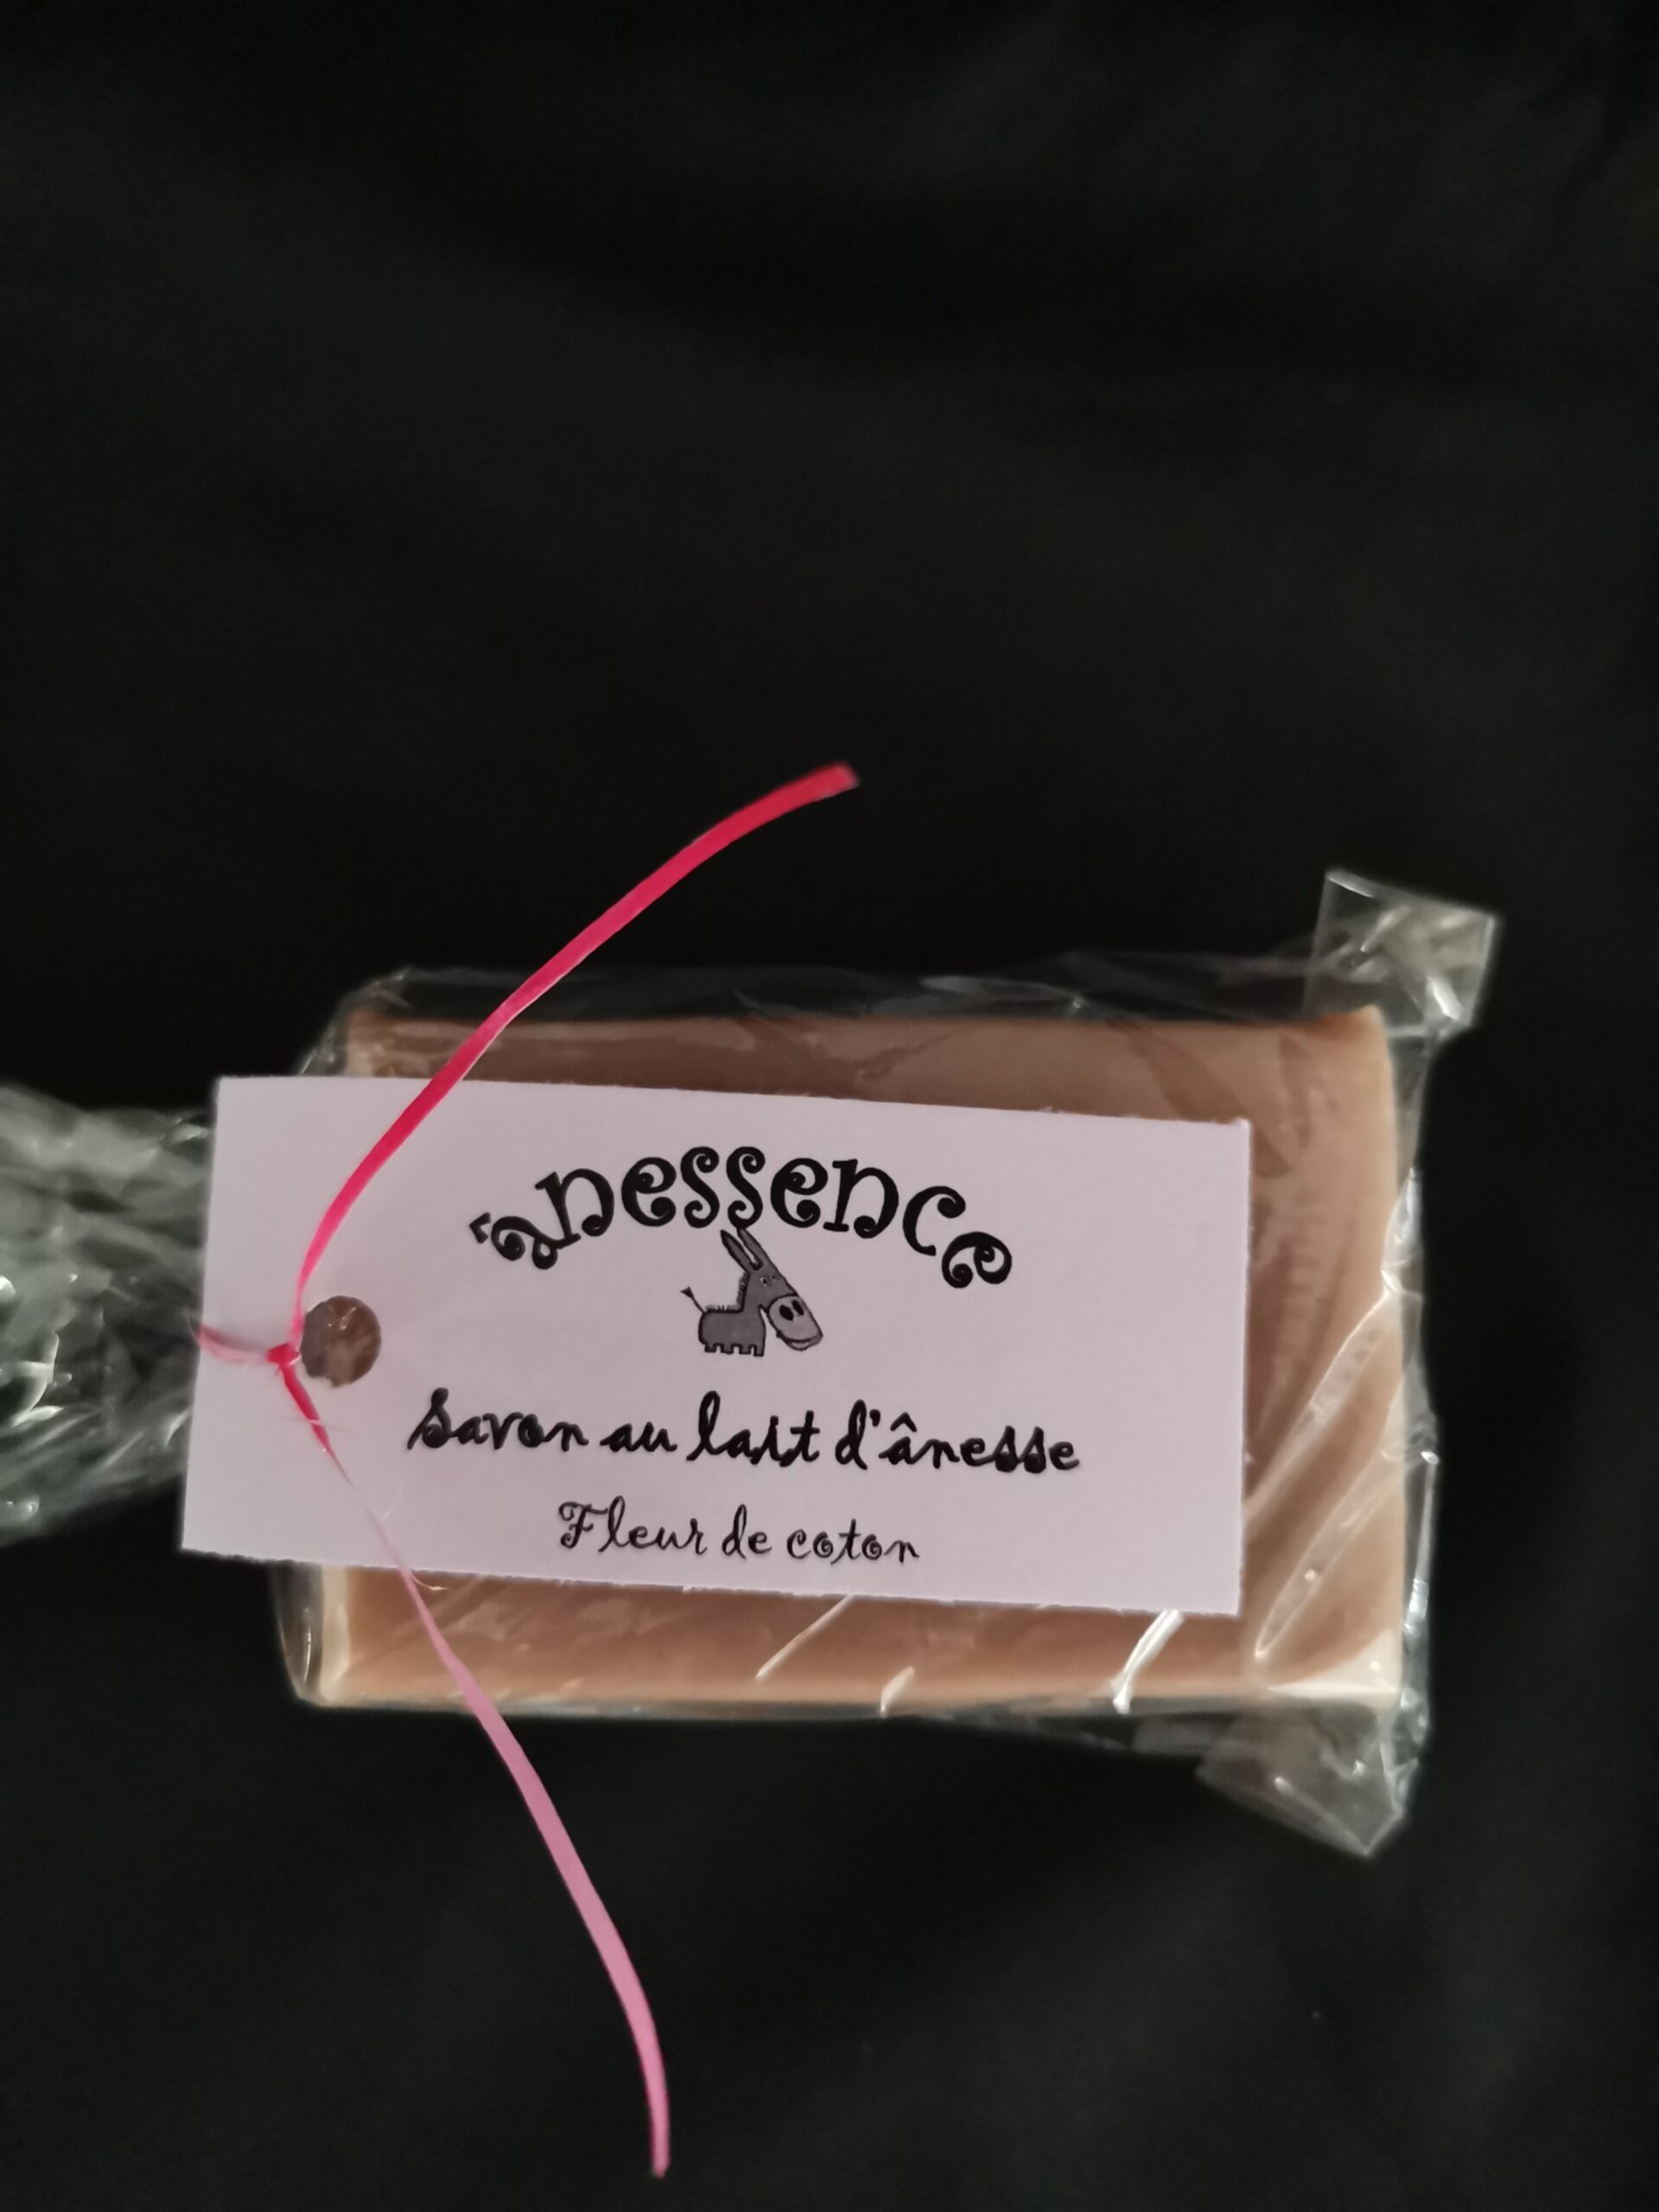 ânessence
Savon au lait d'ânesse
Fleur de coton